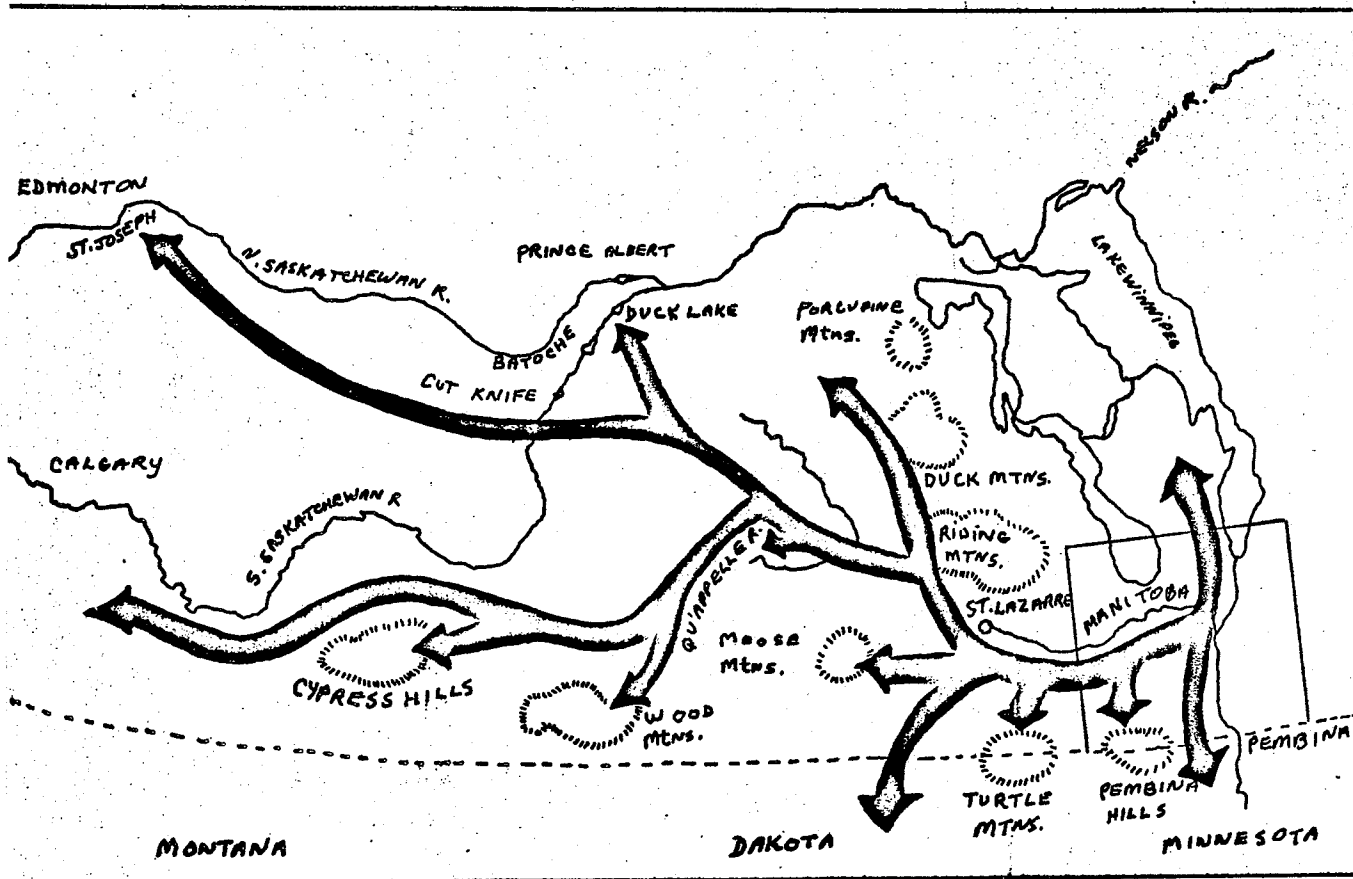 NELSON R.
EDMONTON
ST. JOSEPH
N. SASKATCHEWAN R.
PRINCE ALBERT
LAKE WINNIPEG
DUCK LAKE
PORCUPINE
Mtns.
BATOCHE
CUT KNIFE
CALGARY
DUCK MTNS.
S. SASKATCHEWAN R
RIDING
MTNS.
QU'APPELLE R.
ST. LAZARRE
MANITOBA
MOOSE
Mtns.
CYPRESS HILLS
WOOD
Mtns.
PEMBINA
TURTLE
MTNS.
PEMBINA
HILLS
MONTANA
DAKOTA
MINNESOTA